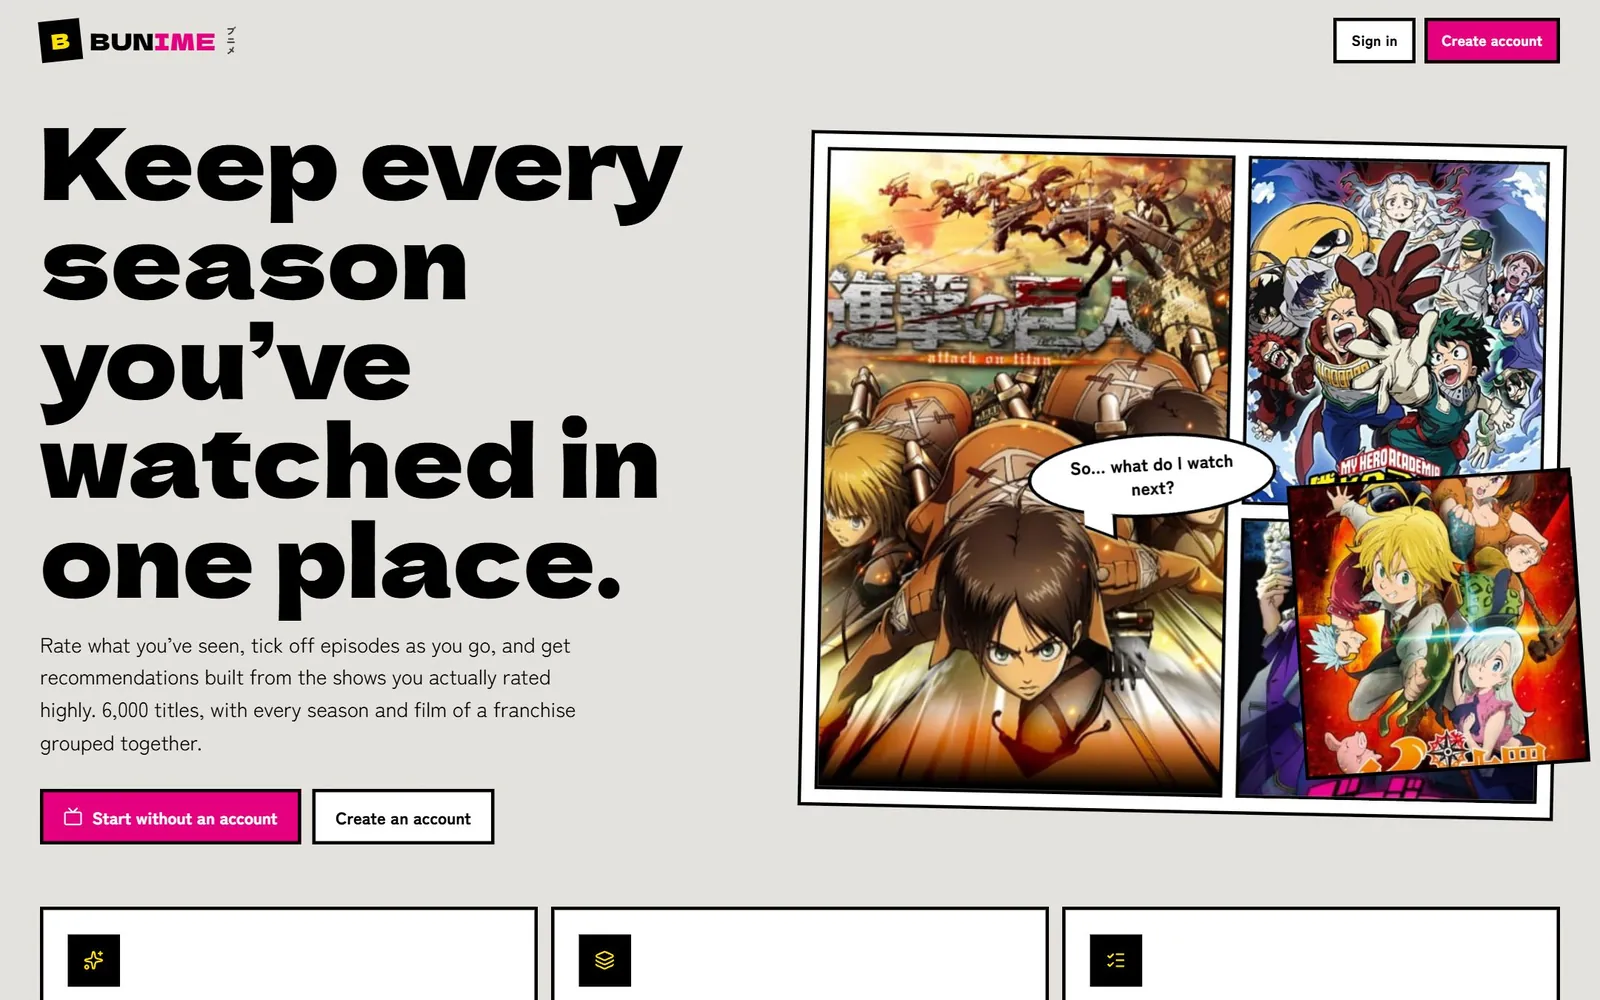 B BUNIME ブニメ
Sign in
Create account
Keep every
season
you’ve
watched in
one place.
Rate what you’ve seen, tick off episodes as you go, and get
recommendations built from the shows you actually rated
highly. 6,000 titles, with every season and film of a franchise
grouped together.
Start without an account
Create an account
進撃の巨人
attack on titan
MY HERO ACADEMIA
So... what do I watch
next?